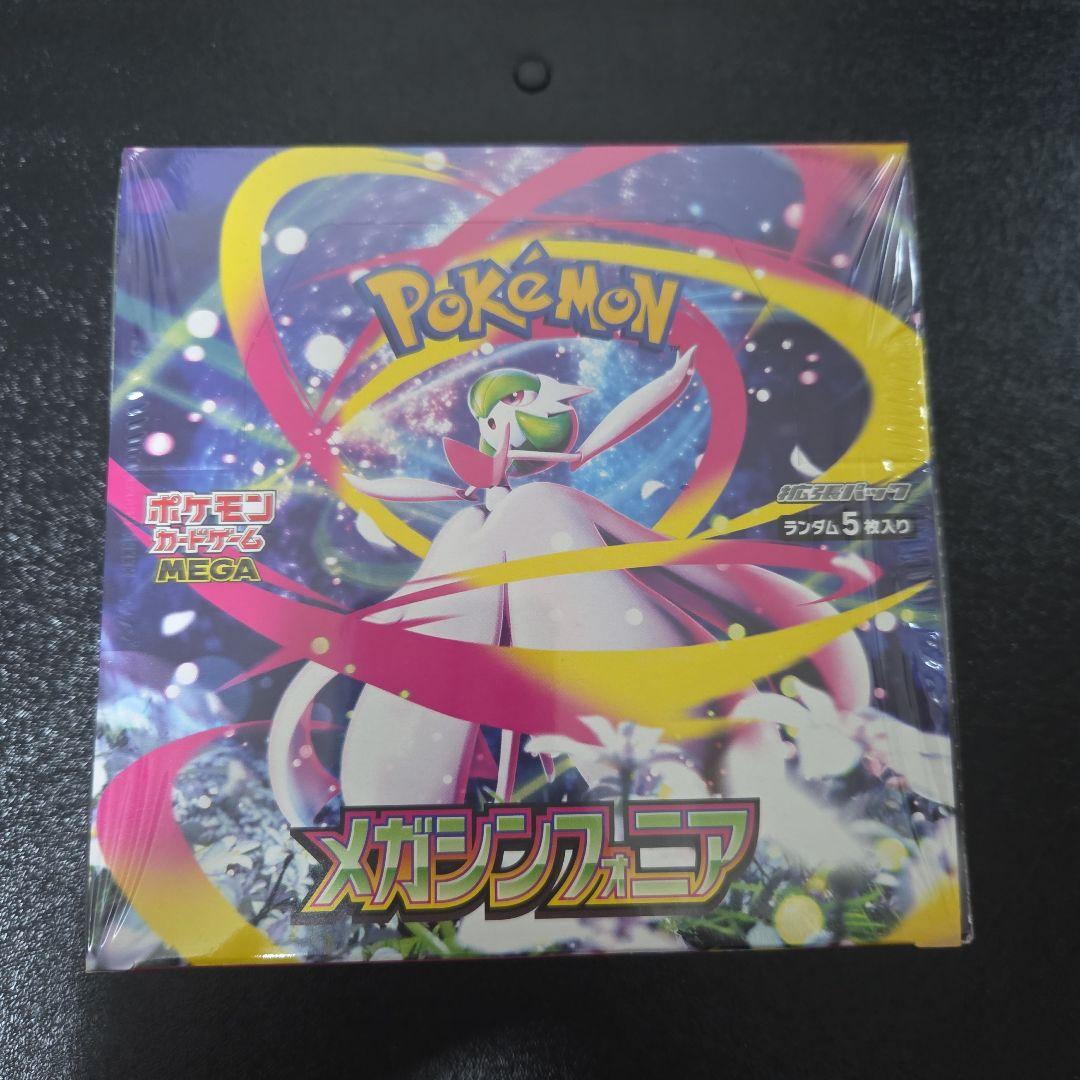 POKéMON
TM
ポケモン
カードゲーム
MEGA
拡張パック
ランダム5枚入り
メガシンフォニア